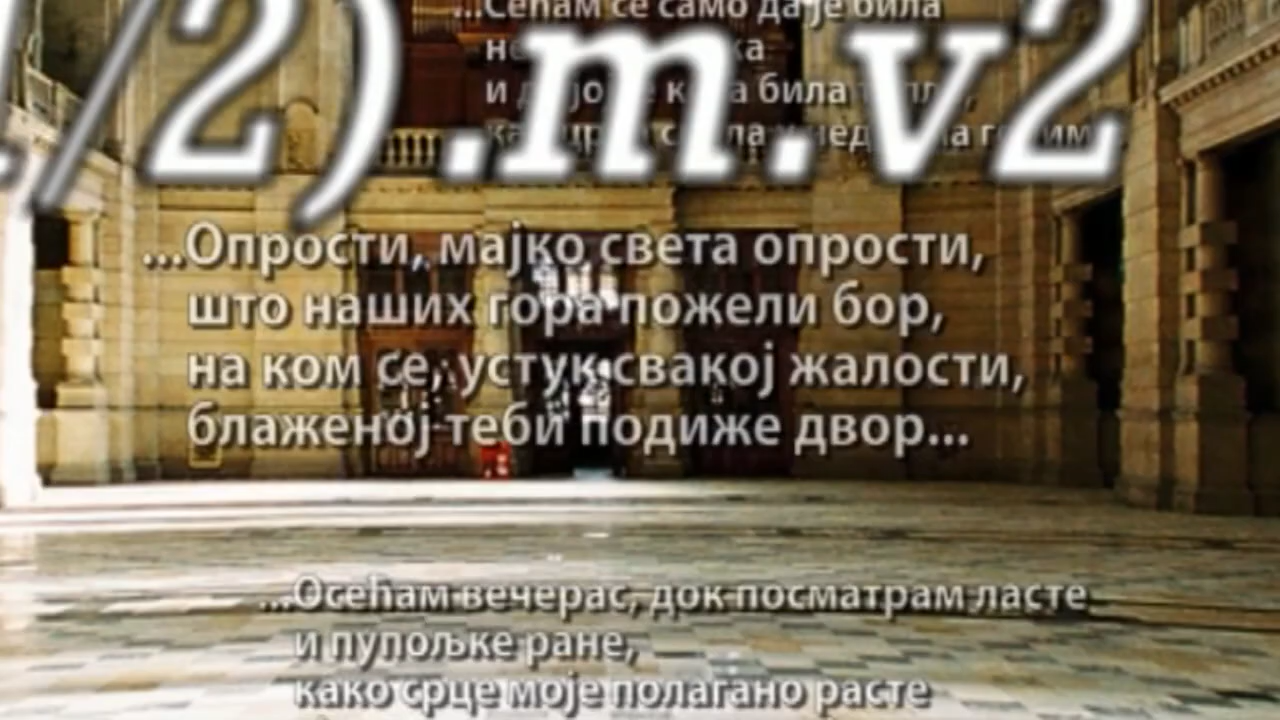 ...Сећам се само да је била
/2).m.v2
и
била
...Опрости, мајко света опрости,
што наших гора пожели бор,
на ком се, устук свакој жалости,
блаженој теби подиже двор...
...Осећам вечерас, док посматрам ласте
и пупољке ране,
како срце моје полагано расте